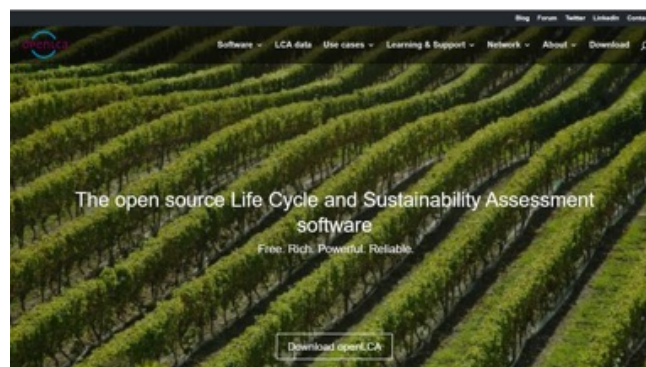 Blog Forum Twitter LinkedIn Contact
openLCA
Software LCA data Use cases Learning & Support Network About Download
The open source Life Cycle and Sustainability Assessment
software
Free. Rich. Powerful. Reliable.
Download openLCA